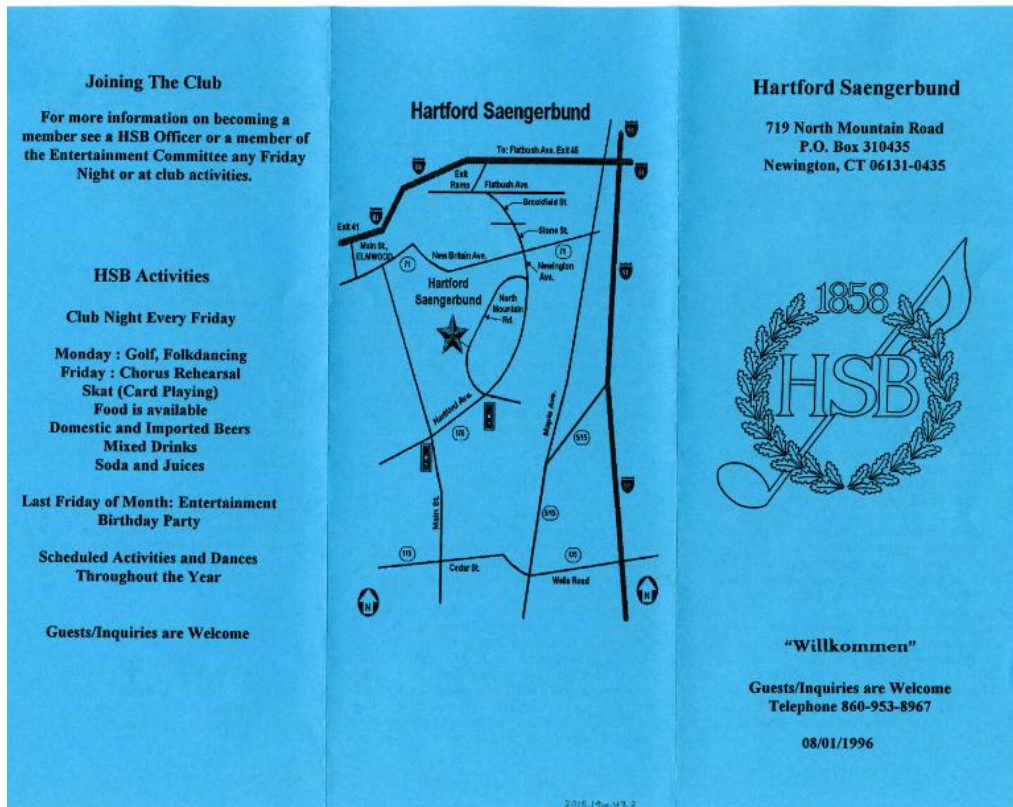 Joining The Club
For more information on becoming a
member see a HSB Officer or a member of
the Entertainment Committee any Friday
Night or at club activities.
HSB Activities
Club Night Every Friday
Monday : Golf, Folkdancing
Friday : Chorus Rehearsal
Skat (Card Playing)
Food is available
Domestic and Imported Beers
Mixed Drinks
Soda and Juices
Last Friday of Month: Entertainment
Birthday Party
Scheduled Activities and Dances
Throughout the Year
Guests/Inquiries are Welcome
Hartford Saengerbund
To: Flatbush Ave. Exit 45
Exit
Ramp
Flatbush Ave.
Brookfield St.
Exit 41
Main St.,
ELMWOOD
Stone St.
71
New Britain Ave.
71
Newington
Ave.
Hartford
Saengerbund
North
Mountain
Rd.
Hartford Ave.
176
Maple Ave.
5/15
Main St.
5/15
175
Cedar St.
175
Wells Road
N
N
Hartford Saengerbund
719 North Mountain Road
P.O. Box 310435
Newington, CT 06131-0435
1858
HSB
“Willkommen”
Guests/Inquiries are Welcome
Telephone 860-953-8967
08/01/1996